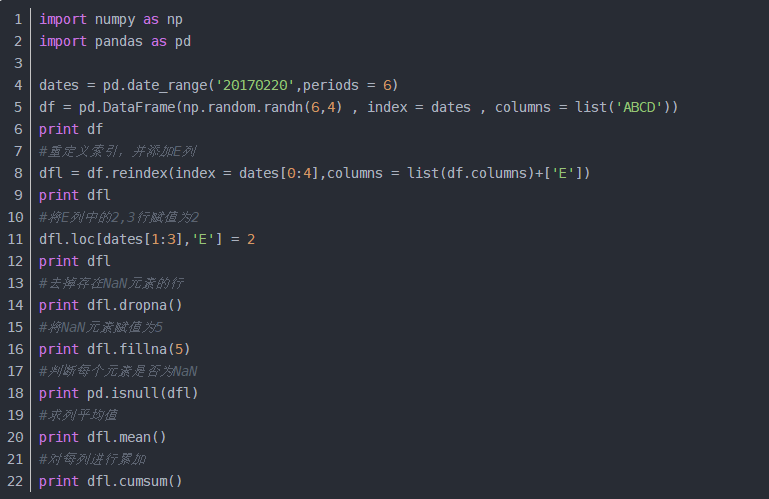 1 import numpy as np
2 import pandas as pd
3
4 dates = pd.date_range('20170220',periods = 6)
5 df = pd.DataFrame(np.random.randn(6,4) , index = dates , columns = list('ABCD'))
6 print df
7 #重定义索引，并添加E列
8 dfl = df.reindex(index = dates[0:4],columns = list(df.columns)+['E'])
9 print dfl
10 #将E列中的2,3行赋值为2
11 dfl.loc[dates[1:3],'E'] = 2
12 print dfl
13 #去掉存在NaN元素的行
14 print dfl.dropna()
15 #将NaN元素赋值为5
16 print dfl.fillna(5)
17 #判断每个元素是否为NaN
18 print pd.isnull(dfl)
19 #求列平均值
20 print dfl.mean()
21 #对每列进行累加
22 print dfl.cumsum()